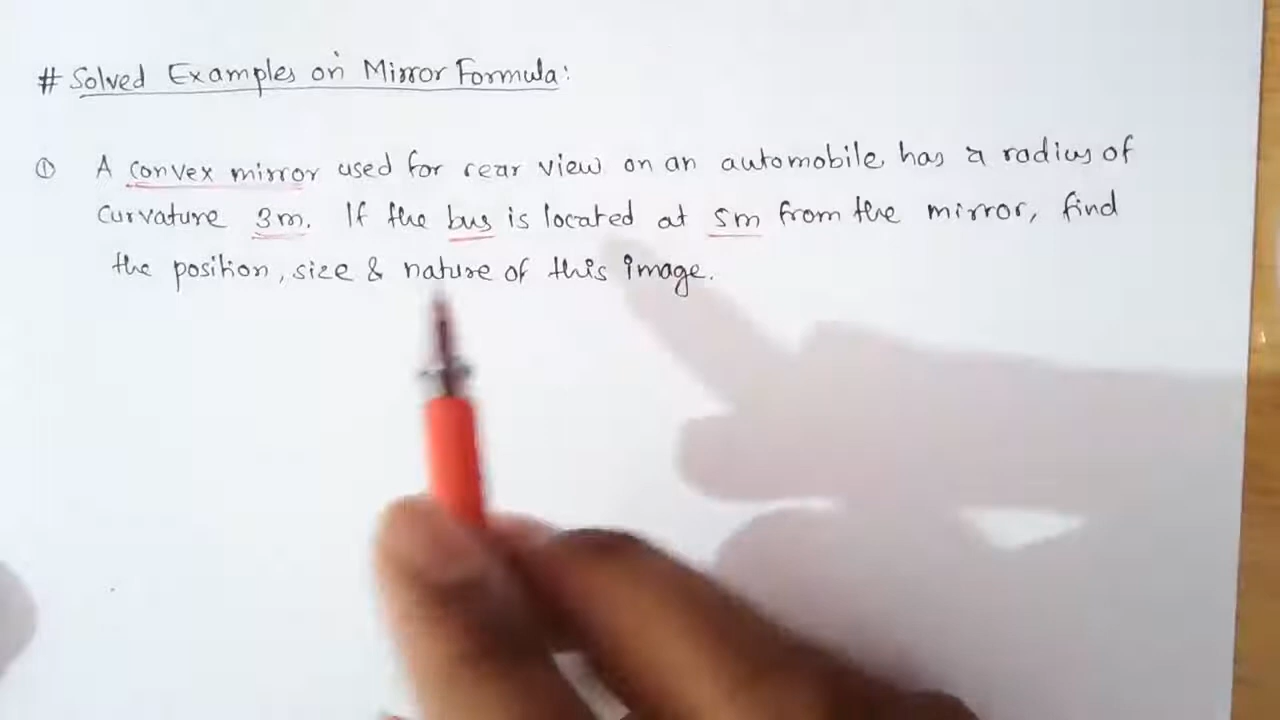 # Solved Examples on Mirror Formula:
① A convex mirror used for rear view on an automobile has a radius of
curvature 3m. If the bus is located at 5m from the mirror, find
the position, size & nature of this image.